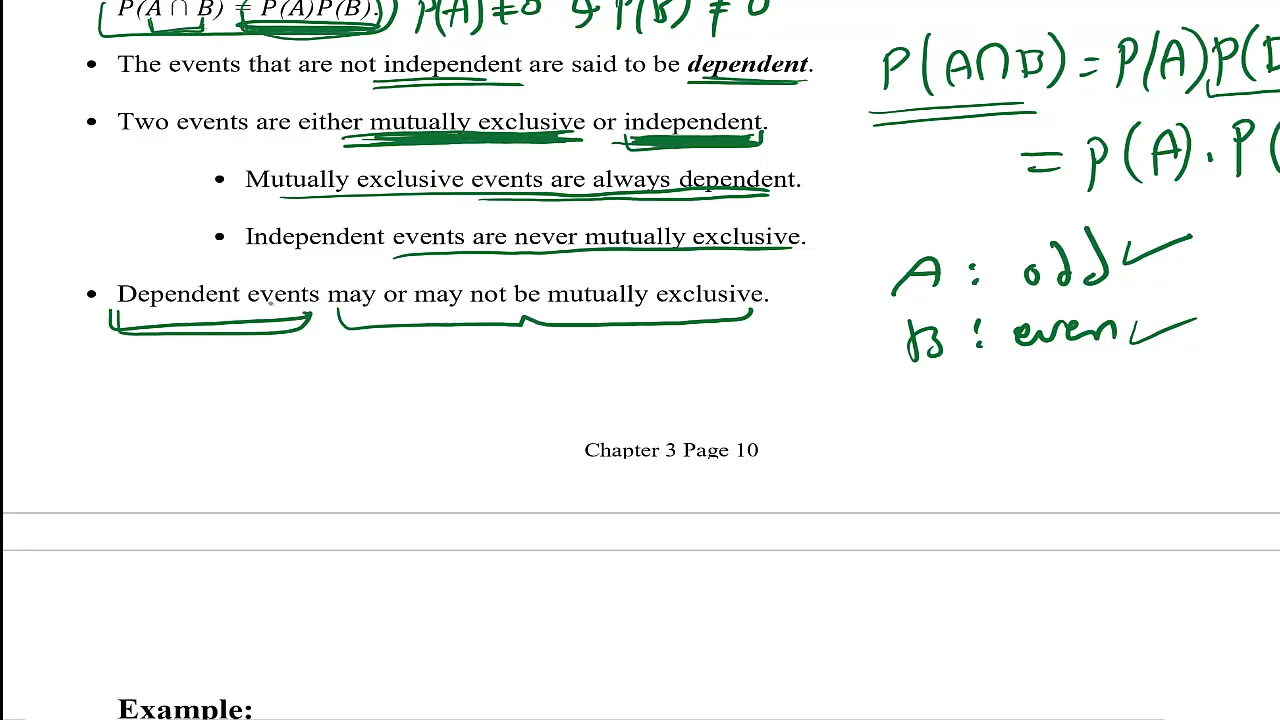 P(A ∩ B) = P(A)P(B). P(A) ≠ 0 & P(B) ≠ 0
• The events that are not independent are said to be dependent.
• Two events are either mutually exclusive or independent.
• Mutually exclusive events are always dependent.
• Independent events are never mutually exclusive.
• Dependent events may or may not be mutually exclusive.
P(A∩B) = P(A)P(B
= P(A) . P(
A : odd ✓
B : even ✓
Chapter 3 Page 10
Example: